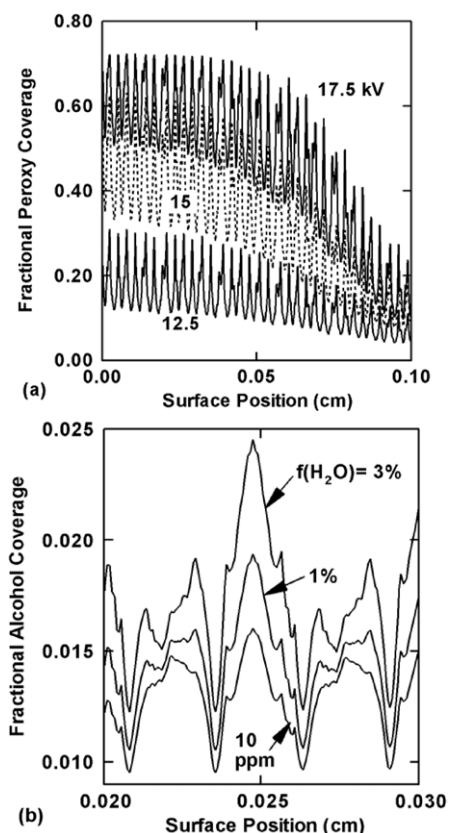 0.80
17.5 kV
0.60
0.40
15
0.20
12.5
0.00
0.00 0.05 0.10
Fractional Peroxy Coverage
(a)
Surface Position (cm)
0.025
f(H₂O)= 3%
0.020
1%
0.015
10
ppm
0.010
0.020 0.025 0.030
Fractional Alcohol Coverage
(b)
Surface Position (cm)